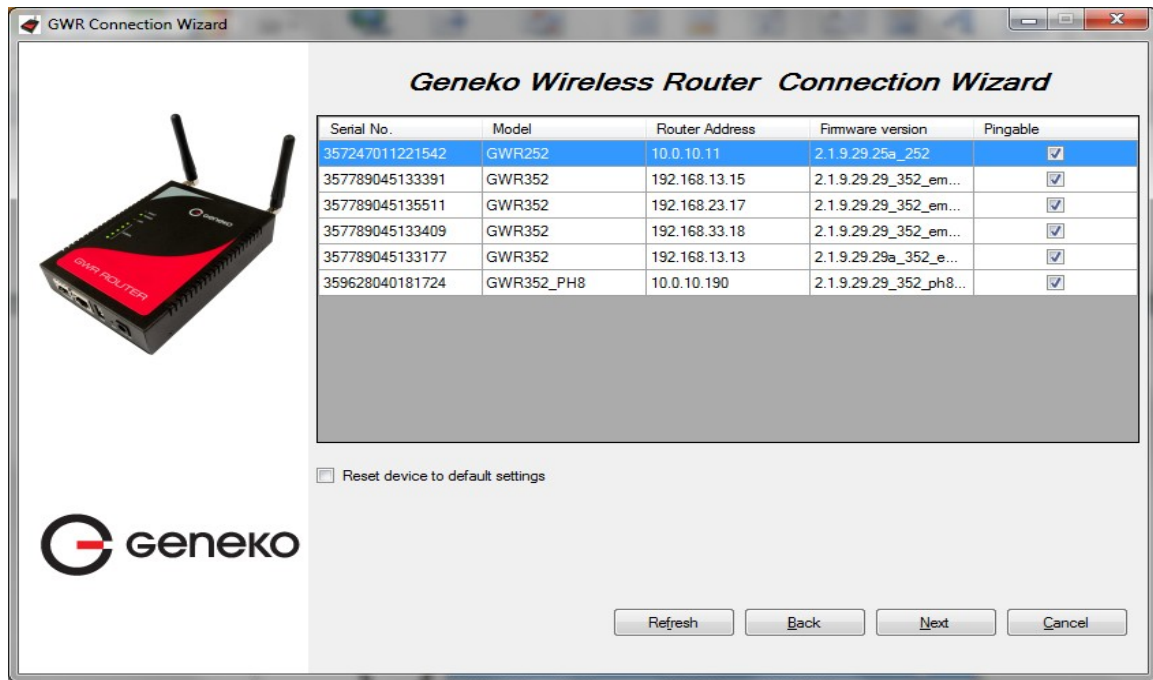 GWR Connection Wizard
Geneko Wireless Router Connection Wizard
Serial No. Model Router Address Firmware version Pingable
357247011221542 GWR252 10.0.10.11 2.1.9.29.25a_252
357789045133391 GWR352 192.168.13.15 2.1.9.29.29_352_em...
357789045135511 GWR352 192.168.23.17 2.1.9.29.29_352_em...
357789045133409 GWR352 192.168.33.18 2.1.9.29.29_352_em...
357789045133177 GWR352 192.168.13.13 2.1.9.29.29a_352_e...
359628040181724 GWR352_PH8 10.0.10.190 2.1.9.29.29_352_ph8...
Reset device to default settings
GENEKO
GWR ROUTER
GENEKO
Refresh Back Next Cancel